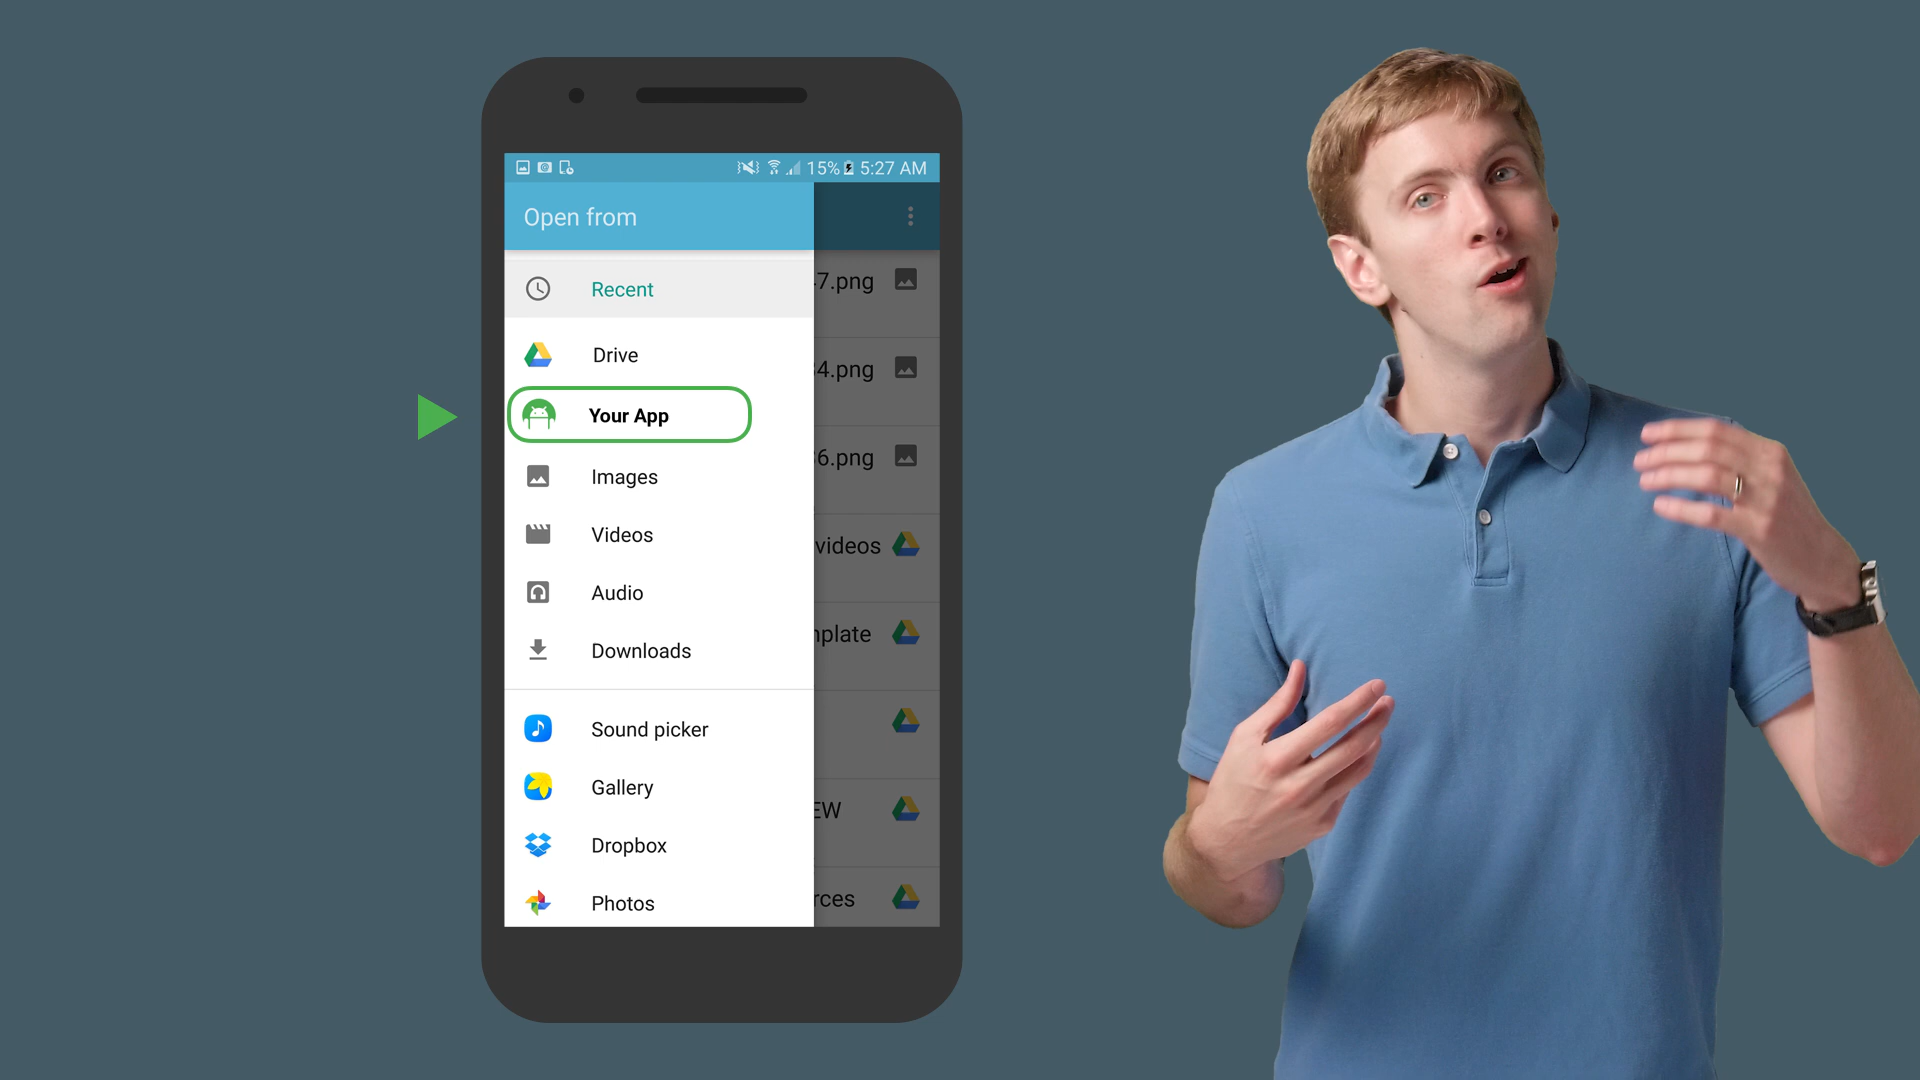 15% 5:27 AM
Open from
Recent
7.png
Drive
4.png
Your App
6.png
Images
Videos
videos
Audio
plate
Downloads
Sound picker
Gallery
EW
Dropbox
rces
Photos